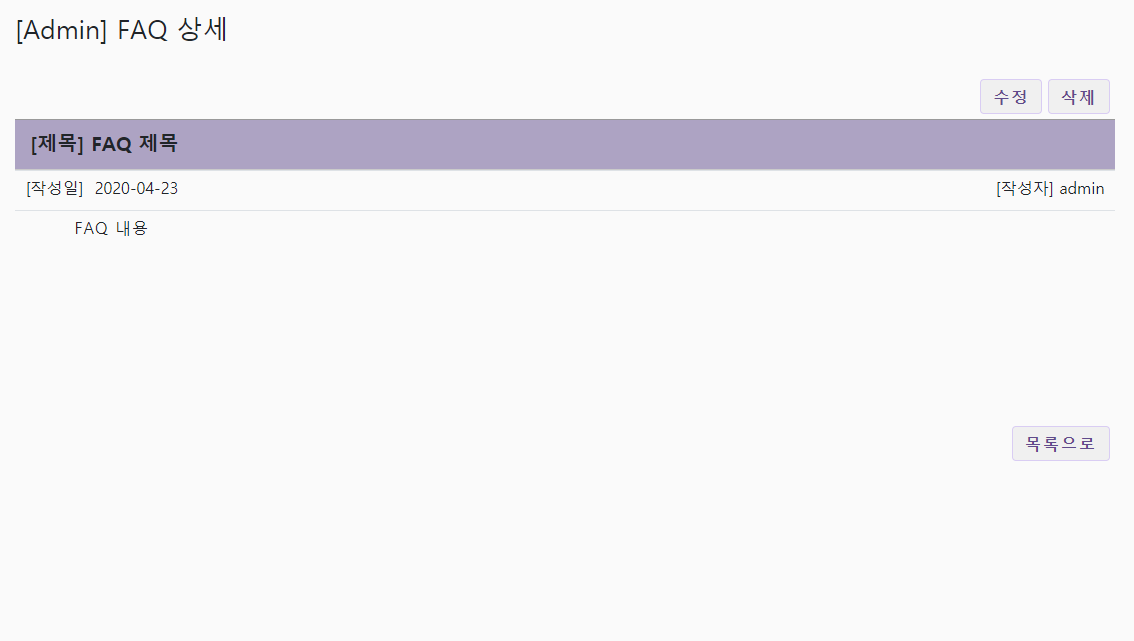 [Admin] FAQ 상세
수정 삭제
[제목] FAQ 제목
[작성일] 2020-04-23 [작성자] admin
FAQ 내용
목록으로